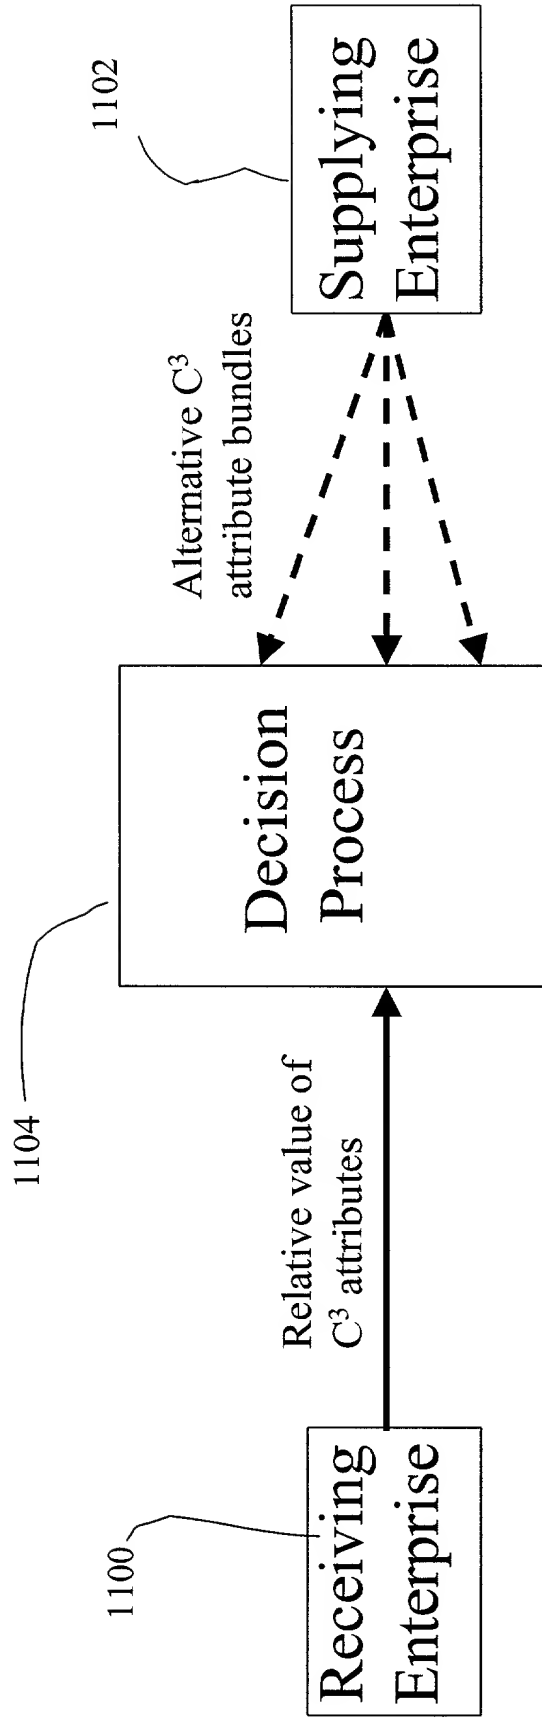 1100
Receiving
Enterprise
Relative value of
C³ attributes
1104
Decision
Process
Alternative C³
attribute bundles
1102
Supplying
Enterprise